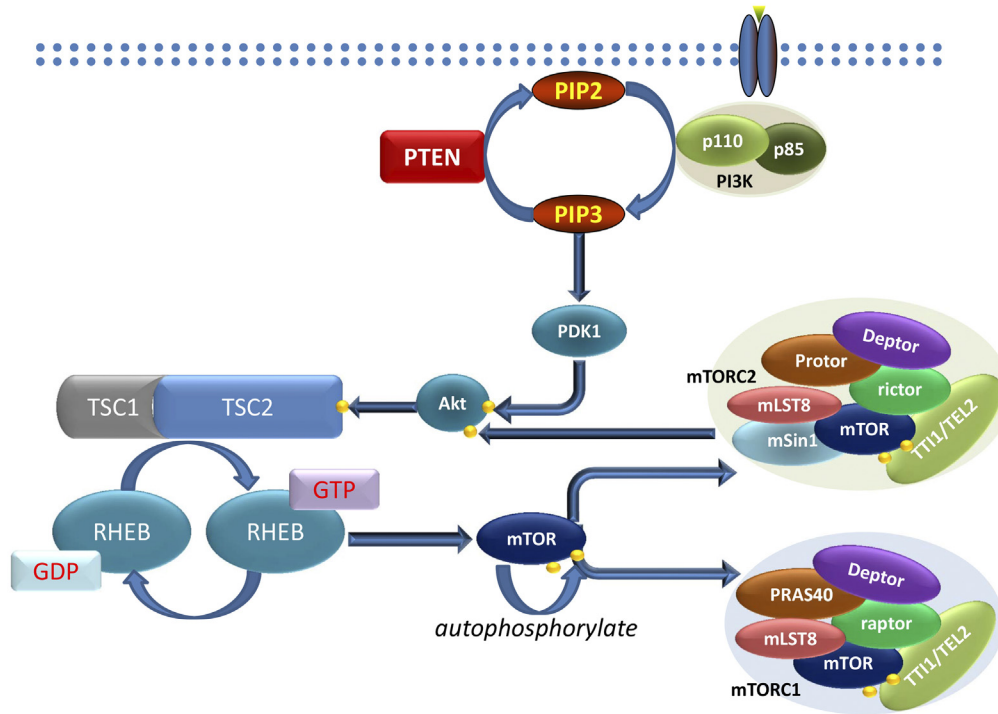 PIP2
p110
p85
PTEN
PI3K
PIP3
PDK1
Deptor
Protor
mTORC2
rictor
TSC1
TSC2
Akt
mLST8
mTOR
mSin1
TTI1/TEL2
GTP
RHEB
RHEB
mTOR
GDP
Deptor
PRAS40
autophosphorylate
raptor
mLST8
mTOR
TTI1/TEL2
mTORC1